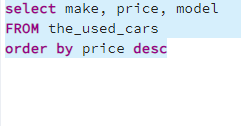 select make, price, model
FROM the_used_cars
order by price desc